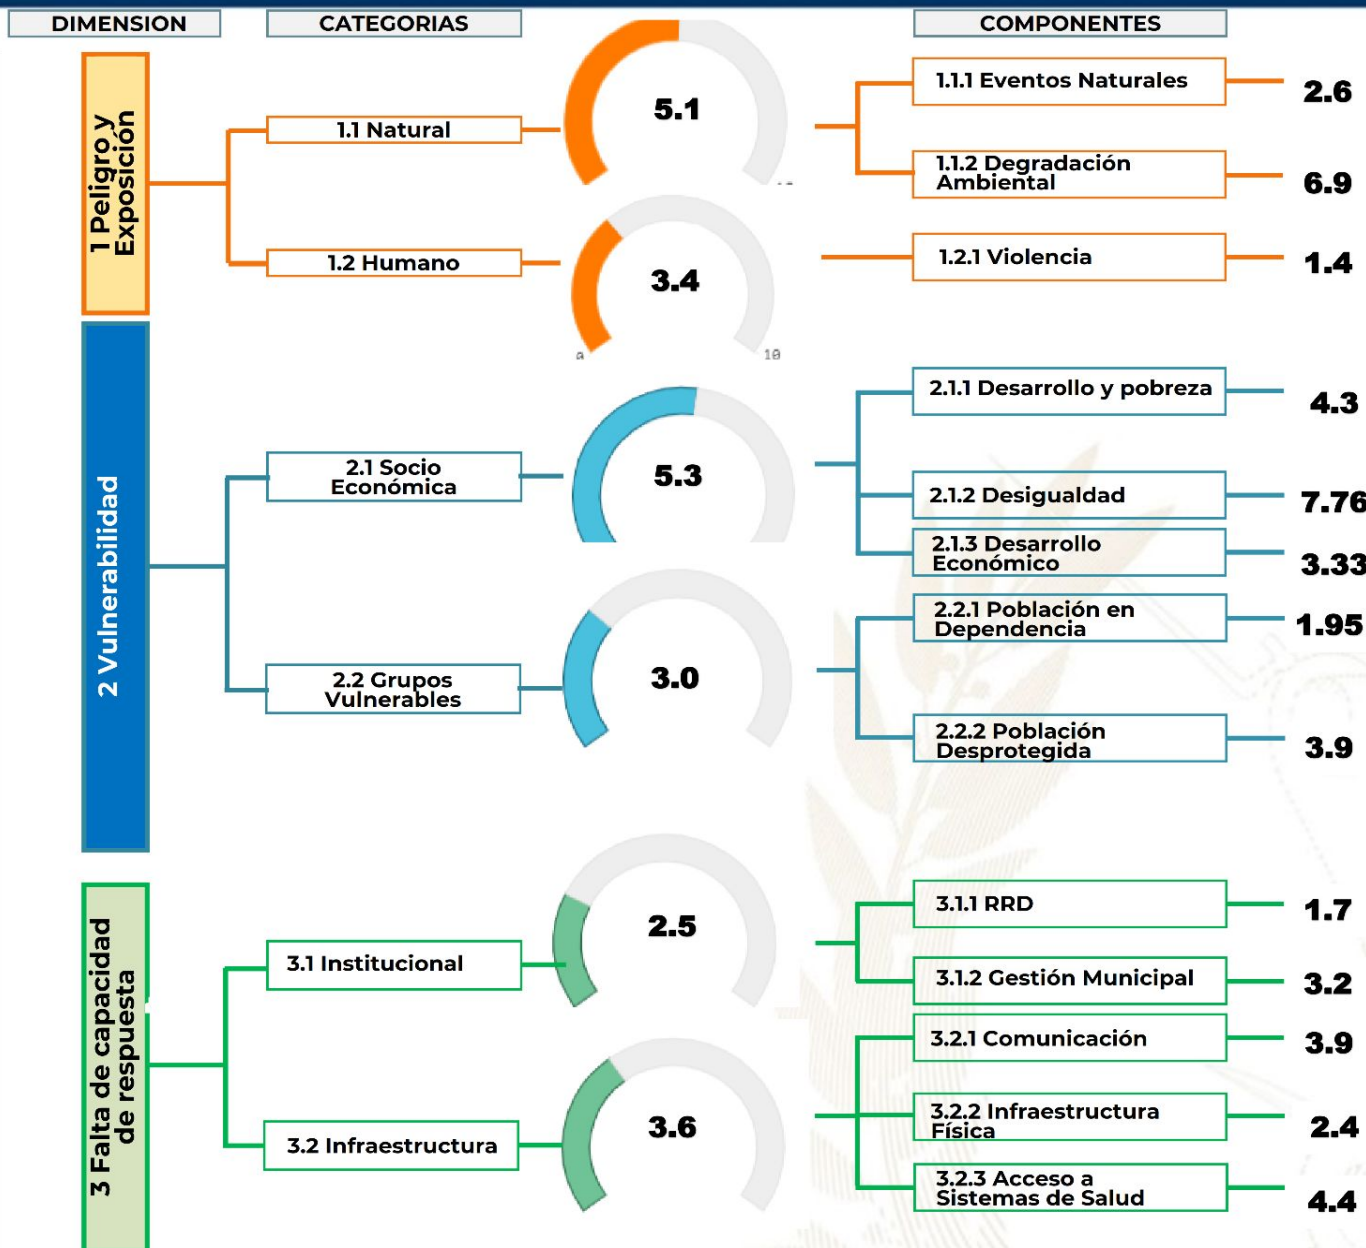 DIMENSION
CATEGORIAS
COMPONENTES
1 Peligro y
Exposición
1.1 Natural
5.1
1.1.1 Eventos Naturales
2.6
1.1.2 Degradación
Ambiental
6.9
1.2 Humano
3.4
10
1.2.1 Violencia
1.4
2 Vulnerabilidad
2.1 Socio
Económica
5.3
2.1.1 Desarrollo y pobreza
4.3
2.1.2 Desigualdad
7.76
2.1.3 Desarrollo
Económico
3.33
2.2 Grupos
Vulnerables
3.0
2.2.1 Población en
Dependencia
1.95
2.2.2 Población
Desprotegida
3.9
3 Falta de capacidad
de respuesta
3.1 Institucional
2.5
3.1.1 RRD
1.7
3.1.2 Gestión Municipal
3.2
3.2 Infraestructura
3.6
3.2.1 Comunicación
3.9
3.2.2 Infraestructura
Física
2.4
3.2.3 Acceso a
Sistemas de Salud
4.4